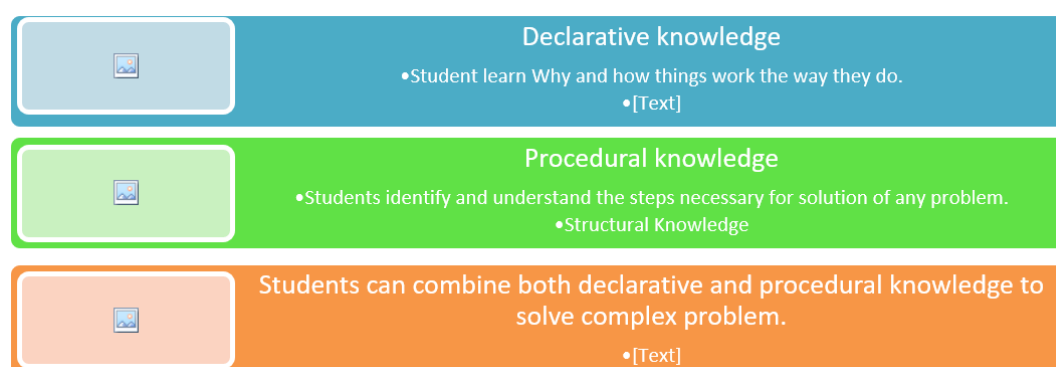 Declarative knowledge
•Student learn Why and how things work the way they do.
•[Text]
Procedural knowledge
•Students identify and understand the steps necessary for solution of any problem.
•Structural Knowledge
Students can combine both declarative and procedural knowledge to
solve complex problem.
•[Text]